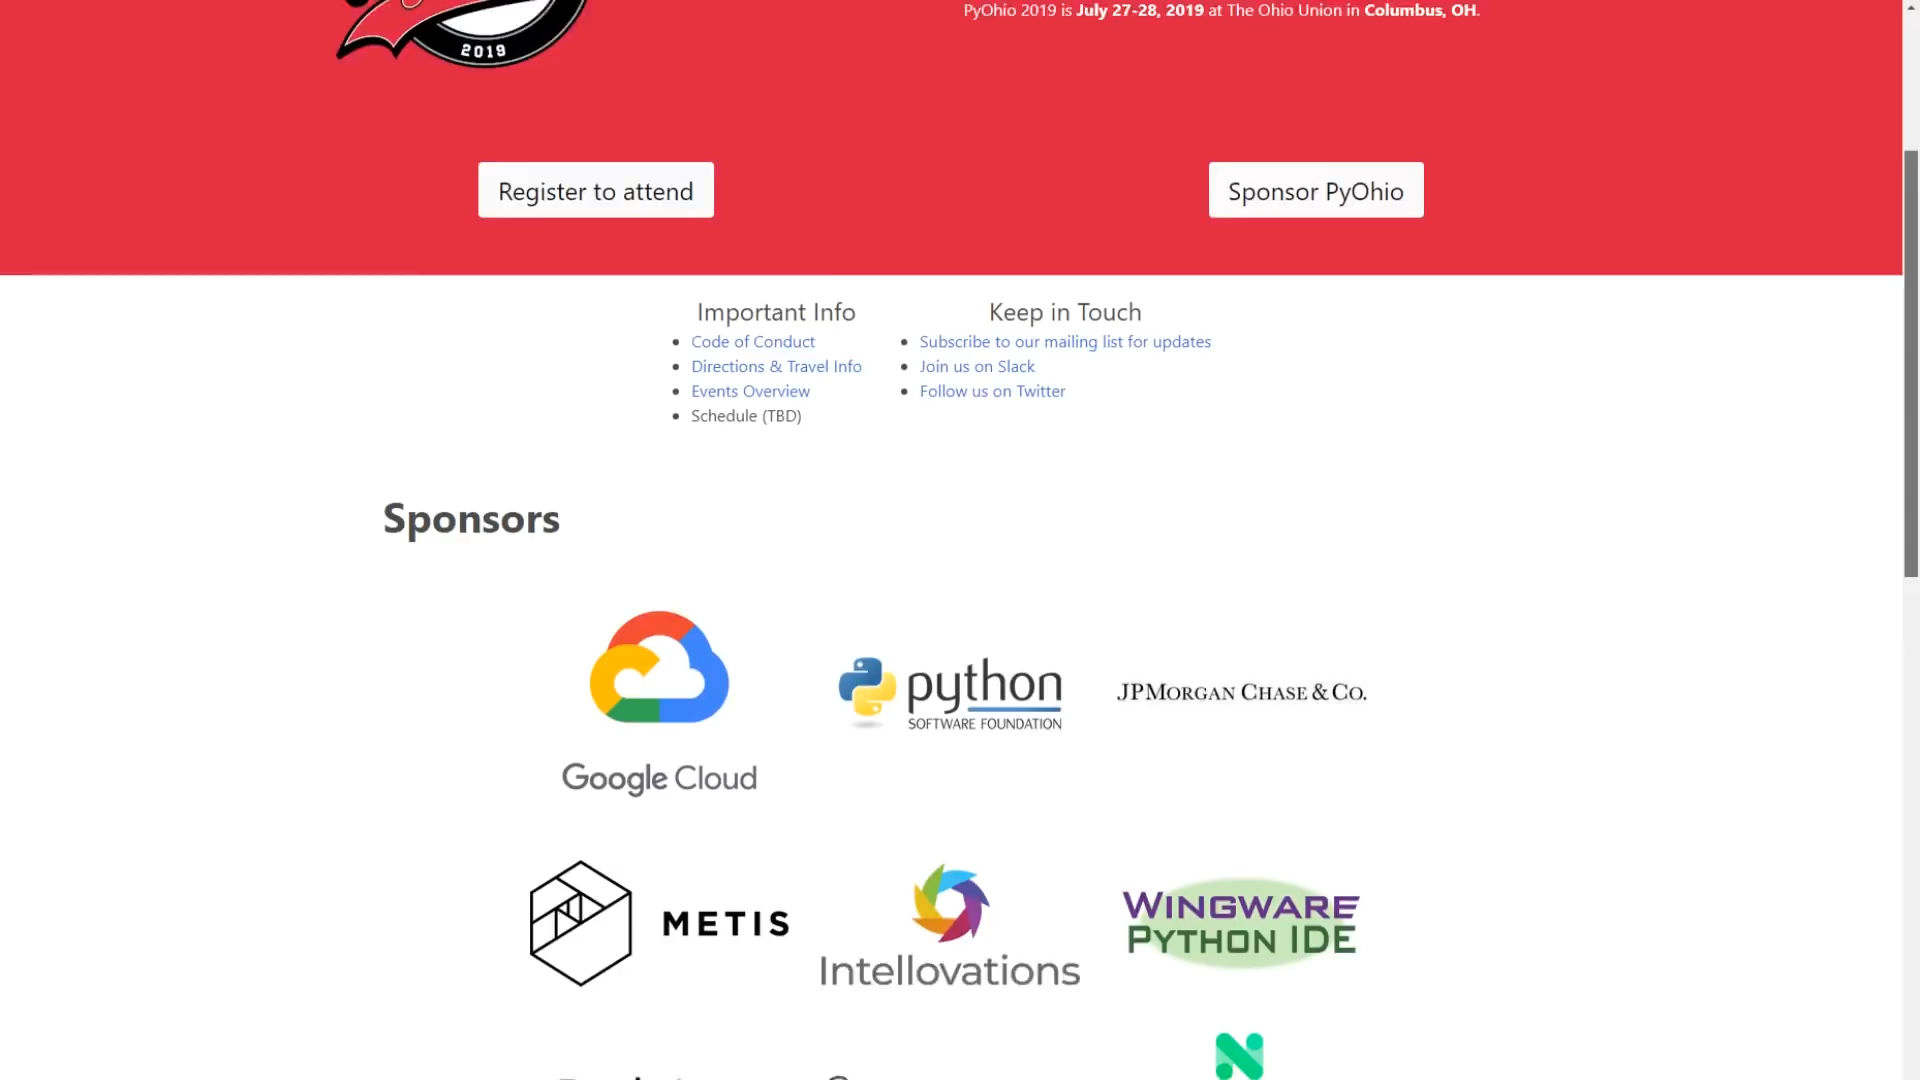 PyOhio 2019 is July 27-28, 2019 at The Ohio Union in Columbus, OH.
2019
Register to attend
Sponsor PyOhio
Important Info
Code of Conduct
Directions & Travel Info
Events Overview
Schedule (TBD)
Keep in Touch
Subscribe to our mailing list for updates
Join us on Slack
Follow us on Twitter
Sponsors
Google Cloud
python
SOFTWARE FOUNDATION
JPMORGAN CHASE & CO.
METIS
Intellovations
WINGWARE
PYTHON IDE